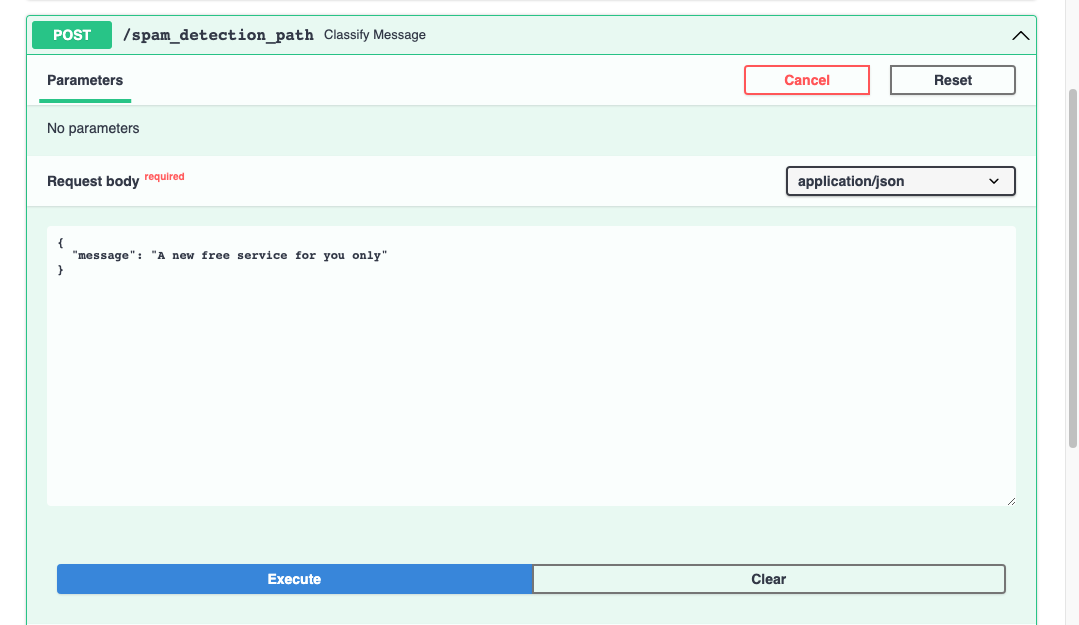 POST /spam_detection_path Classify Message
Parameters Cancel Reset
No parameters
Request body required application/json
{
"message": "A new free service for you only"
}
Execute Clear